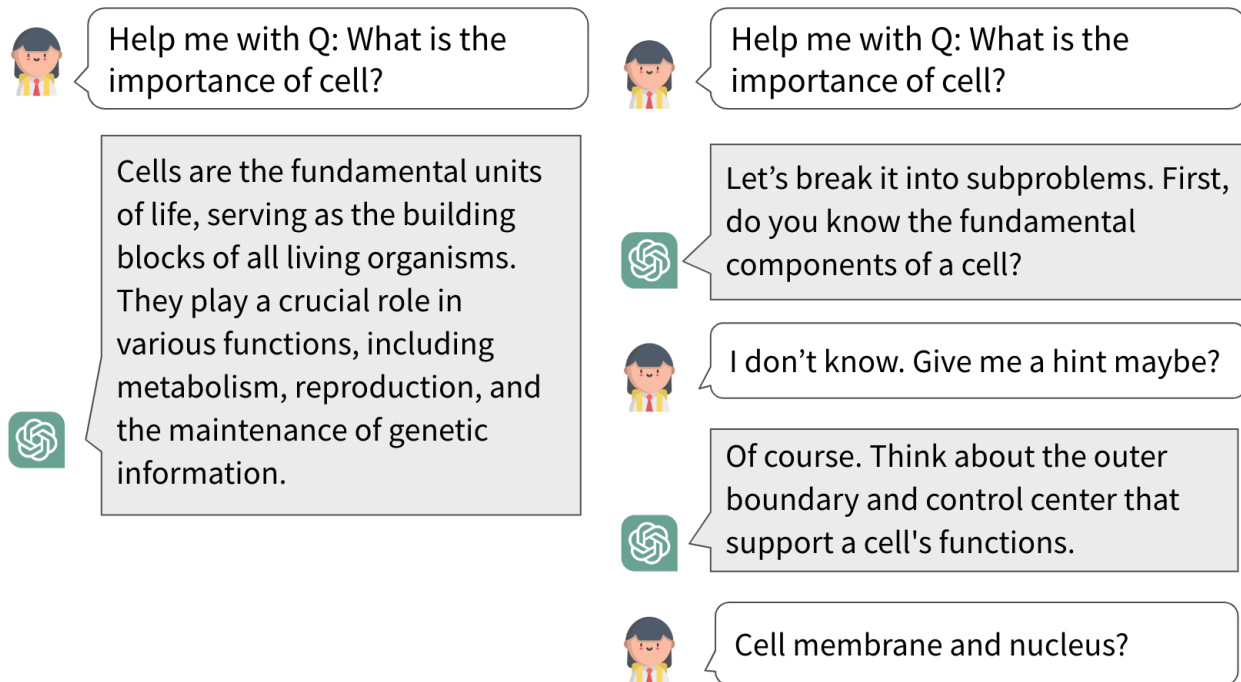 Help me with Q: What is the
importance of cell?
Cells are the fundamental units
of life, serving as the building
blocks of all living organisms.
They play a crucial role in
various functions, including
metabolism, reproduction, and
the maintenance of genetic
information.
Help me with Q: What is the
importance of cell?
Let’s break it into subproblems. First,
do you know the fundamental
components of a cell?
I don’t know. Give me a hint maybe?
Of course. Think about the outer
boundary and control center that
support a cell's functions.
Cell membrane and nucleus?